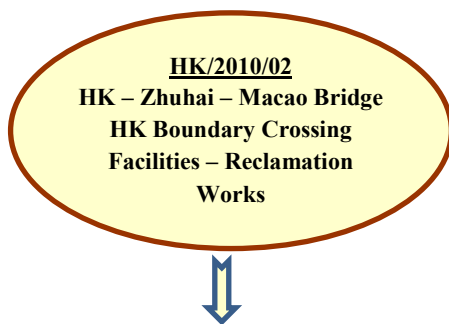 HK/2010/02
HK – Zhuhai – Macao Bridge
HK Boundary Crossing
Facilities – Reclamation
Works